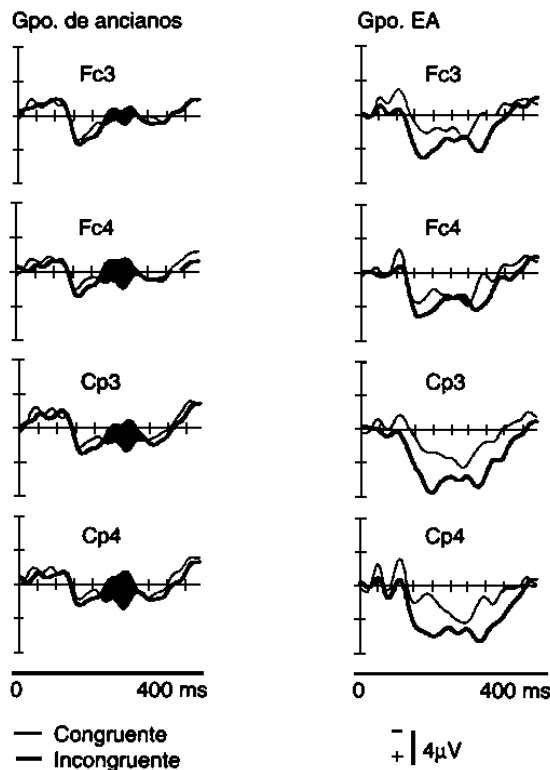 Gpo. de ancianos
Gpo. EA
Fc3
Fc3
Fc4
Fc4
Cp3
Cp3
Cp4
Cp4
0 400 ms
0 400 ms
Congruente
Incongruente
−
+ 4μV